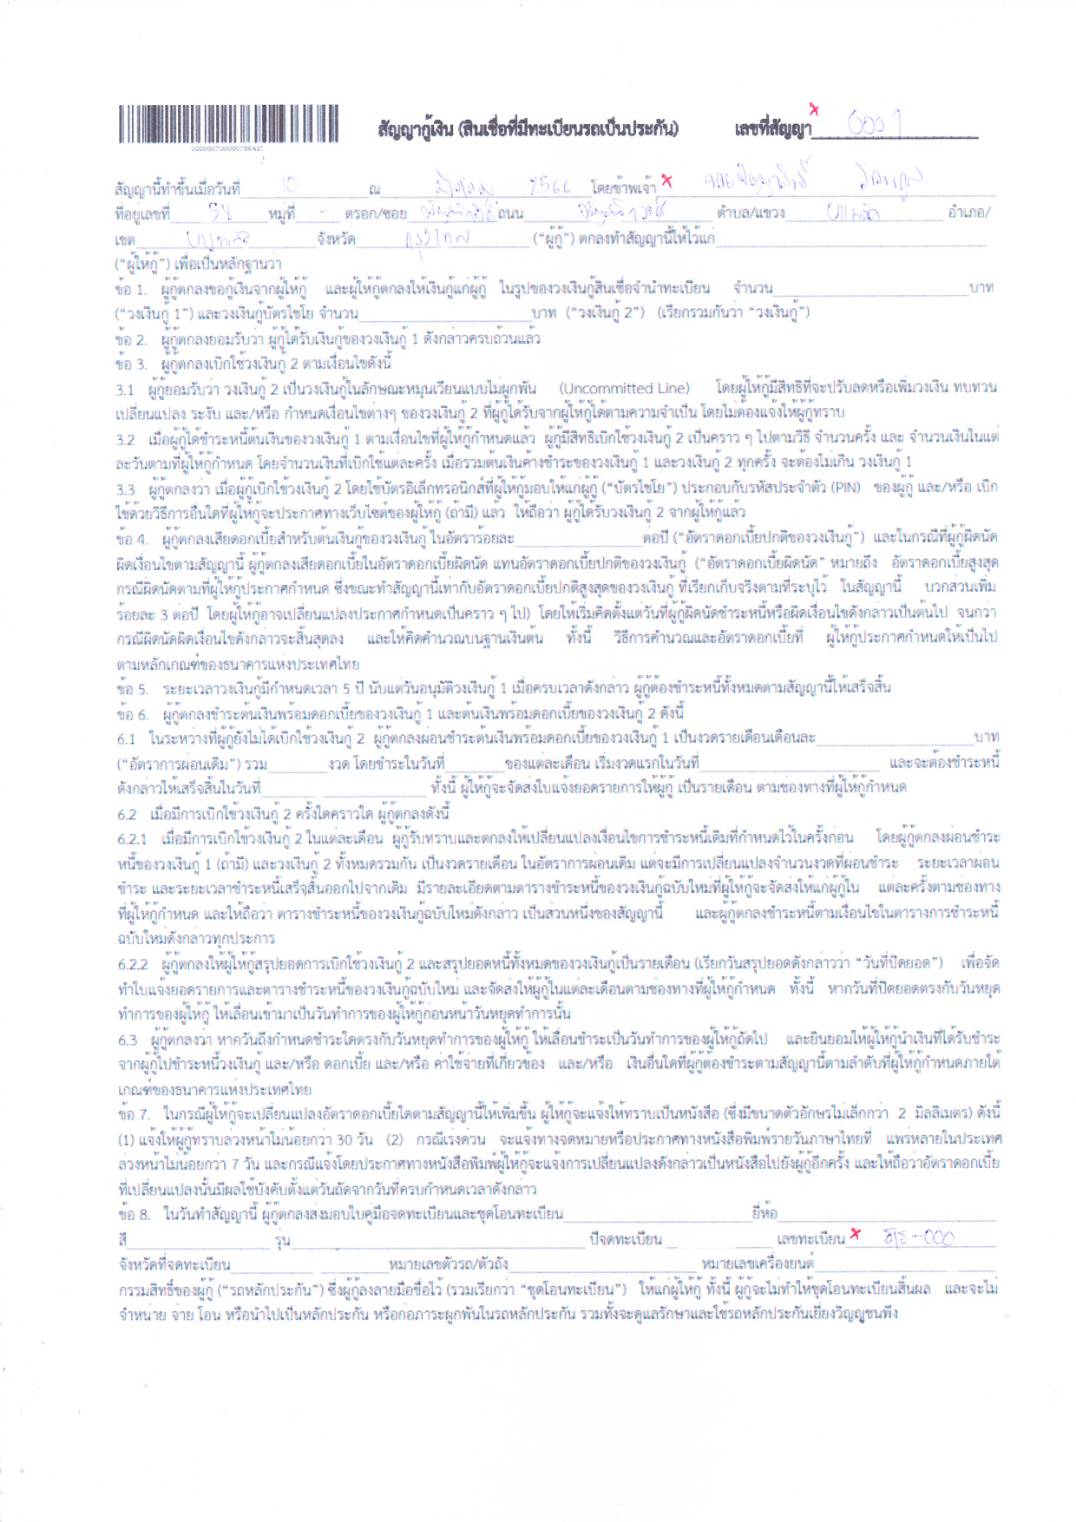 สัญญากู้เงิน (สินเชื่อที่มีทะเบียนรถเป็นประกัน) เลขที่สัญญา 0001
สัญญานี้ทำขึ้นเมื่อวันที่ 10 ณ มีนาคม 2566 โดยข้าพเจ้า
ที่อยู่เลขที่ 58 หมู่ที่ - ตรอก/ซอย ถนน ตำบล/แขวง บางพลัด อำเภอ/
เขต บางพลัด จังหวัด กรุงเทพ ("ผู้กู้") ตกลงทำสัญญานี้ให้ไว้แก่
("ผู้ให้กู้") เพื่อเป็นหลักฐานว่า
ข้อ 1. ผู้กู้ตกลงขอกู้เงินจากผู้ให้กู้ และผู้ให้กู้ตกลงให้เงินกู้แก่ผู้กู้ ในรูปของวงเงินกู้สินเชื่อจำนำทะเบียน จำนวน บาท
("วงเงินกู้ 1") และวงเงินกู้บัตรไชโย จำนวน บาท ("วงเงินกู้ 2") (เรียกรวมกันว่า "วงเงินกู้")
ข้อ 2. ผู้กู้ตกลงยอมรับว่า ผู้กู้ได้รับเงินกู้ของวงเงินกู้ 1 ดังกล่าวครบถ้วนแล้ว
ข้อ 3. ผู้กู้ตกลงเบิกใช้วงเงินกู้ 2 ตามเงื่อนไขดังนี้
3.1 ผู้กู้ยอมรับว่า วงเงินกู้ 2 เป็นวงเงินกู้ในลักษณะหมุนเวียนแบบไม่ผูกพัน (Uncommitted Line) โดยผู้ให้กู้มีสิทธิที่จะปรับลดหรือเพิ่มวงเงิน ทบทวน
เปลี่ยนแปลง ระงับ และ/หรือ กำหนดเงื่อนไขต่างๆ ของวงเงินกู้ 2 ที่ผู้กู้ได้รับจากผู้ให้กู้ได้ตามความจำเป็น โดยไม่ต้องแจ้งให้ผู้กู้ทราบ
3.2 เมื่อผู้กู้ได้ชำระหนี้ต้นเงินของวงเงินกู้ 1 ตามเงื่อนไขที่ผู้ให้กู้กำหนดแล้ว ผู้กู้มีสิทธิเบิกใช้วงเงินกู้ 2 เป็นคราว ๆ ไปตามวิธี จำนวนครั้ง และ จำนวนเงินในแต่
ละวันตามที่ผู้ให้กู้กำหนด โดยจำนวนเงินที่เบิกใช้แต่ละครั้ง เมื่อรวมต้นเงินค้างชำระของวงเงินกู้ 1 และวงเงินกู้ 2 ทุกครั้ง จะต้องไม่เกิน วงเงินกู้ 1
3.3 ผู้กู้ตกลงว่า เมื่อผู้กู้เบิกใช้วงเงินกู้ 2 โดยใช้บัตรอิเล็กทรอนิกส์ที่ผู้ให้กู้มอบให้แก่ผู้กู้ ("บัตรไชโย") ประกอบกับรหัสประจำตัว (PIN) ของผู้กู้ และ/หรือ เบิก
ใช้ด้วยวิธีการอื่นใดที่ผู้ให้กู้จะประกาศทางเว็บไซต์ของผู้ให้กู้ (ถ้ามี) แล้ว ให้ถือว่า ผู้กู้ได้รับวงเงินกู้ 2 จากผู้ให้กู้แล้ว
ข้อ 4. ผู้กู้ตกลงเสียดอกเบี้ยสำหรับต้นเงินกู้ของวงเงินกู้ ในอัตราร้อยละ ต่อปี ("อัตราดอกเบี้ยปกติของวงเงินกู้") และในกรณีที่ผู้กู้ผิดนัด
ผิดเงื่อนไขตามสัญญานี้ ผู้กู้ตกลงเสียดอกเบี้ยในอัตราดอกเบี้ยผิดนัด แทนอัตราดอกเบี้ยปกติของวงเงินกู้ ("อัตราดอกเบี้ยผิดนัด" หมายถึง อัตราดอกเบี้ยสูงสุด
กรณีผิดนัดตามที่ผู้ให้กู้ประกาศกำหนด ซึ่งขณะทำสัญญานี้เท่ากับอัตราดอกเบี้ยปกติสูงสุดของวงเงินกู้ ที่เรียกเก็บจริงตามที่ระบุไว้ ในสัญญานี้ บวกส่วนเพิ่ม
ร้อยละ 3 ต่อปี โดยผู้ให้กู้อาจเปลี่ยนแปลงประกาศกำหนดเป็นคราว ๆ ไป) โดยให้เริ่มคิดตั้งแต่วันที่ผู้กู้ผิดนัดชำระหนี้หรือผิดเงื่อนไขดังกล่าวเป็นต้นไป จนกว่า
กรณีผิดนัดผิดเงื่อนไขดังกล่าวจะสิ้นสุดลง และให้คิดคำนวณบนฐานเงินต้น ทั้งนี้ วิธีการคำนวณและอัตราดอกเบี้ยที่ ผู้ให้กู้ประกาศกำหนดให้เป็นไป
ตามหลักเกณฑ์ของธนาคารแห่งประเทศไทย
ข้อ 5. ระยะเวลาวงเงินกู้มีกำหนดเวลา 5 ปี นับแต่วันอนุมัติวงเงินกู้ 1 เมื่อครบเวลาดังกล่าว ผู้กู้ต้องชำระหนี้ทั้งหมดตามสัญญานี้ให้เสร็จสิ้น
ข้อ 6. ผู้กู้ตกลงชำระต้นเงินพร้อมดอกเบี้ยของวงเงินกู้ 1 และต้นเงินพร้อมดอกเบี้ยของวงเงินกู้ 2 ดังนี้
6.1 ในระหว่างที่ผู้กู้ยังไม่ได้เบิกใช้วงเงินกู้ 2 ผู้กู้ตกลงผ่อนชำระต้นเงินพร้อมดอกเบี้ยของวงเงินกู้ 1 เป็นงวดรายเดือนเดือนละ บาท
("อัตราการผ่อนเดิม") รวม งวด โดยชำระในวันที่ ของแต่ละเดือน เริ่มงวดแรกในวันที่ และจะต้องชำระหนี้
ดังกล่าวให้เสร็จสิ้นในวันที่ ทั้งนี้ ผู้ให้กู้จะจัดส่งใบแจ้งยอดรายการให้ผู้กู้ เป็นรายเดือน ตามช่องทางที่ผู้ให้กู้กำหนด
6.2 เมื่อมีการเบิกใช้วงเงินกู้ 2 ครั้งใดคราวใด ผู้กู้ตกลงดังนี้
6.2.1 เมื่อมีการเบิกใช้วงเงินกู้ 2 ในแต่ละเดือน ผู้กู้รับทราบและตกลงให้เปลี่ยนแปลงเงื่อนไขการชำระหนี้เดิมที่กำหนดไว้ในครั้งก่อน โดยผู้กู้ตกลงผ่อนชำระ
หนี้ของวงเงินกู้ 1 (ถ้ามี) และวงเงินกู้ 2 ทั้งหมดรวมกัน เป็นงวดรายเดือน ในอัตราการผ่อนเดิม แต่จะมีการเปลี่ยนแปลงจำนวนงวดที่ผ่อนชำระ ระยะเวลาผ่อน
ชำระ และระยะเวลาชำระหนี้เสร็จสิ้นออกไปจากเดิม มีรายละเอียดตามตารางชำระหนี้ของวงเงินกู้ฉบับใหม่ที่ผู้ให้กู้จะจัดส่งให้แก่ผู้กู้ใน แต่ละครั้งตามช่องทาง
ที่ผู้ให้กู้กำหนด และให้ถือว่า ตารางชำระหนี้ของวงเงินกู้ฉบับใหม่ดังกล่าว เป็นส่วนหนึ่งของสัญญานี้ และผู้กู้ตกลงชำระหนี้ตามเงื่อนไขในตารางการชำระหนี้
ฉบับใหม่ดังกล่าวทุกประการ
6.2.2 ผู้กู้ตกลงให้ผู้ให้กู้สรุปยอดการเบิกใช้วงเงินกู้ 2 และสรุปยอดหนี้ทั้งหมดของวงเงินกู้เป็นรายเดือน (เรียกวันสรุปยอดดังกล่าวว่า "วันที่ปิดยอด") เพื่อจัด
ทำใบแจ้งยอดรายการและตารางชำระหนี้ของวงเงินกู้ฉบับใหม่ และจัดส่งให้ผู้กู้ในแต่ละเดือนตามช่องทางที่ผู้ให้กู้กำหนด ทั้งนี้ หากวันที่ปิดยอดตรงกับวันหยุด
ทำการของผู้ให้กู้ ให้เลื่อนเข้ามาเป็นวันทำการของผู้ให้กู้ก่อนหน้าวันหยุดทำการนั้น
6.3 ผู้กู้ตกลงว่า หากวันถึงกำหนดชำระใดตรงกับวันหยุดทำการของผู้ให้กู้ ให้เลื่อนชำระเป็นวันทำการของผู้ให้กู้ถัดไป และยินยอมให้ผู้ให้กู้นำเงินที่ได้รับชำระ
จากผู้กู้ไปชำระหนี้วงเงินกู้ และ/หรือ ดอกเบี้ย และ/หรือ ค่าใช้จ่ายที่เกี่ยวข้อง และ/หรือ เงินอื่นใดที่ผู้กู้ต้องชำระตามสัญญานี้ตามลำดับที่ผู้ให้กู้กำหนดภายใต้
เกณฑ์ของธนาคารแห่งประเทศไทย
ข้อ 7. ในกรณีผู้ให้กู้จะเปลี่ยนแปลงอัตราดอกเบี้ยใดตามสัญญานี้ให้เพิ่มขึ้น ผู้ให้กู้จะแจ้งให้ทราบเป็นหนังสือ (ซึ่งมีขนาดตัวอักษรไม่เล็กกว่า 2 มิลลิเมตร) ดังนี้
(1) แจ้งให้ผู้กู้ทราบล่วงหน้าไม่น้อยกว่า 30 วัน (2) กรณีเร่งด่วน จะแจ้งทางจดหมายหรือประกาศทางหนังสือพิมพ์รายวันภาษาไทยที่ แพร่หลายในประเทศ
ล่วงหน้าไม่น้อยกว่า 7 วัน และกรณีแจ้งโดยประกาศทางหนังสือพิมพ์ผู้ให้กู้จะแจ้งการเปลี่ยนแปลงดังกล่าวเป็นหนังสือไปยังผู้กู้อีกครั้ง และให้ถือว่าอัตราดอกเบี้ย
ที่เปลี่ยนแปลงนั้นมีผลใช้บังคับตั้งแต่วันถัดจากวันที่ครบกำหนดเวลาดังกล่าว
ข้อ 8. ในวันทำสัญญานี้ ผู้กู้ตกลงส่งมอบใบคู่มือจดทะเบียนและชุดโอนทะเบียน ยี่ห้อ
สี รุ่น ปีจดทะเบียน เลขทะเบียน ธร-000
จังหวัดที่จดทะเบียน หมายเลขตัวรถ/ตัวถัง หมายเลขเครื่องยนต์
กรรมสิทธิ์ของผู้กู้ ("รถหลักประกัน") ซึ่งผู้กู้ลงลายมือชื่อไว้ (รวมเรียกว่า "ชุดโอนทะเบียน") ให้แก่ผู้ให้กู้ ทั้งนี้ ผู้กู้จะไม่ทำให้ชุดโอนทะเบียนสิ้นผล และจะไม่
จำหน่าย จ่าย โอน หรือนำไปเป็นหลักประกัน หรือก่อภาระผูกพันในรถหลักประกัน รวมทั้งจะดูแลรักษาและใช้รถหลักประกันเยี่ยงวิญญูชนพึง